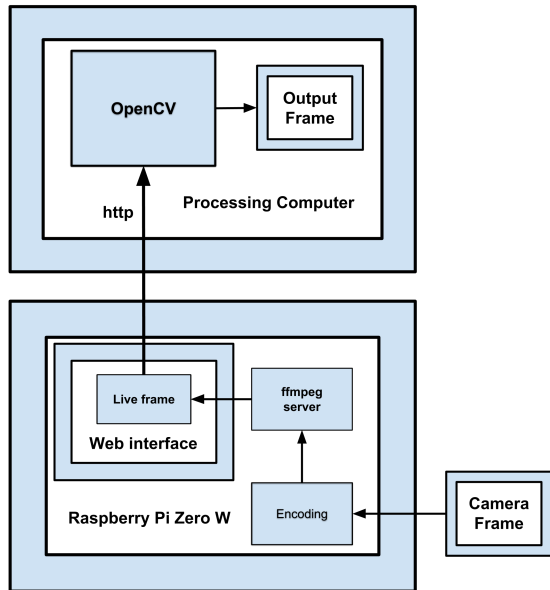 OpenCV
Output
Frame
Processing Computer
http
Live frame
ffmpeg
server
Web interface
Raspberry Pi Zero W
Encoding
Camera
Frame